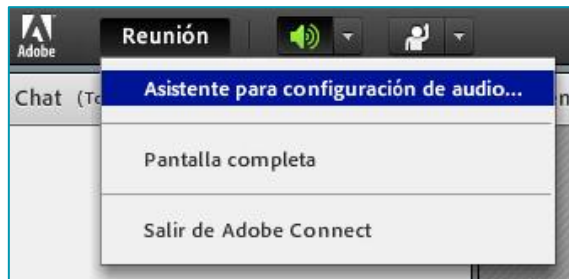 Adobe
Reunión
Chat
Asistente para configuración de audio...
Pantalla completa
Salir de Adobe Connect